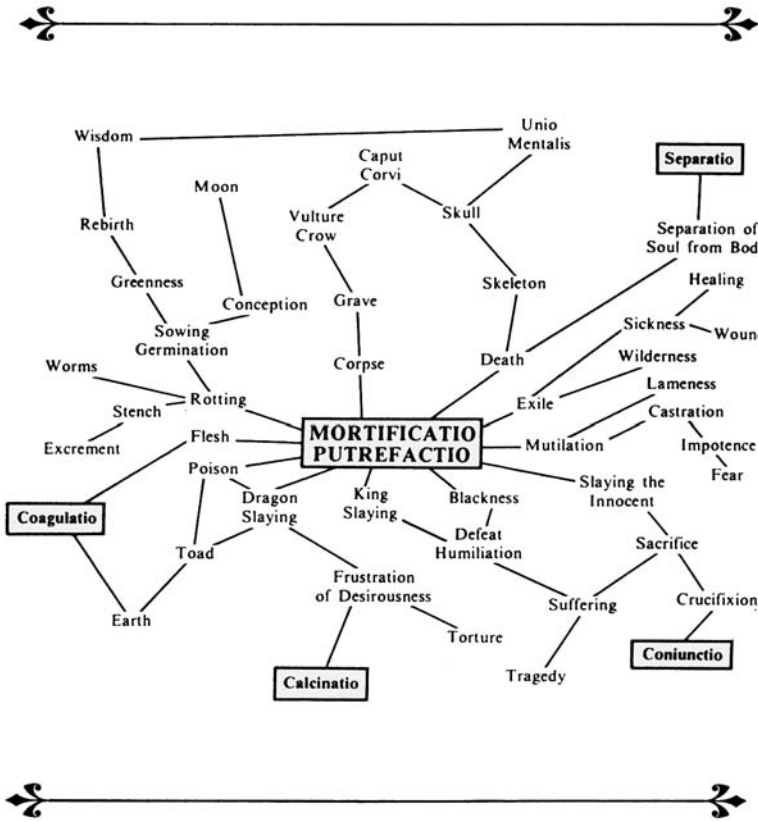 Wisdom
Unio
Mentalis
Caput
Corvi
Separatio
Moon
Vulture
Crow
Skull
Rebirth
Separation of
Soul from Bod
Greenness
Conception
Grave
Skeleton
Healing
Sowing
Germination
Sickness
Woun
Worms
Corpse
Death
Wilderness
Stench
Rotting
Exile
Lameness
Castration
Excrement
Flesh
MORTIFICATIO
PUTREFACTIO
Mutilation
Impotence
Fear
Poison
Dragon
Slaying
King
Slaying
Blackness
Slaying the
Innocent
Coagulatio
Toad
Defeat
Humiliation
Sacrifice
Frustration
of Desirousness
Earth
Suffering
Crucifixion
Torture
Calcinatio
Tragedy
Coniunctio